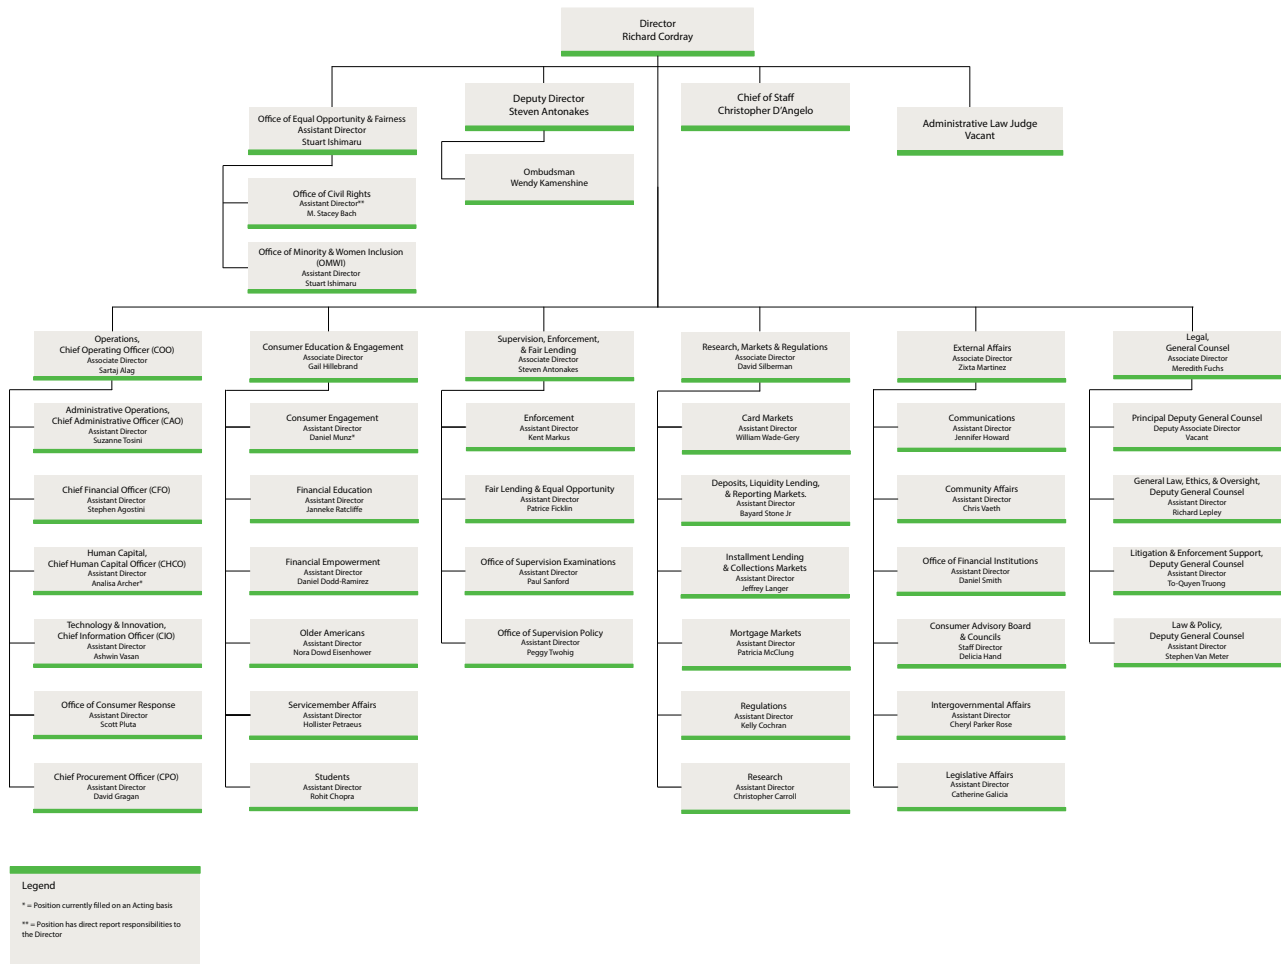 Director
Richard Cordray
Office of Equal Opportunity & Fairness
Assistant Director
Stuart Ishimaru
Deputy Director
Steven Antonakes
Chief of Staff
Christopher D'Angelo
Administrative Law Judge
Vacant
Office of Civil Rights
Assistant Director**
M. Stacey Bach
Ombudsman
Wendy Kamenshine
Office of Minority & Women Inclusion
(OMWI)
Assistant Director
Stuart Ishimaru
Operations,
Chief Operating Officer (COO)
Associate Director
Sartaj Alag
Administrative Operations,
Chief Administrative Officer (CAO)
Assistant Director
Suzanne Tosini
Chief Financial Officer (CFO)
Assistant Director
Stephen Agostini
Human Capital,
Chief Human Capital Officer (CHCO)
Assistant Director
Analisa Archer*
Technology & Innovation,
Chief Information Officer (CIO)
Assistant Director
Ashwin Vasan
Office of Consumer Response
Assistant Director
Scott Pluta
Chief Procurement Officer (CPO)
Assistant Director
David Gragan
Consumer Education & Engagement
Associate Director
Gail Hillebrand
Consumer Engagement
Assistant Director
Daniel Munz*
Financial Education
Assistant Director
Janneke Ratcliffe
Financial Empowerment
Assistant Director
Daniel Dodd-Ramirez
Older Americans
Assistant Director
Nora Dowd Eisenhower
Servicemember Affairs
Assistant Director
Hollister Petraeus
Students
Assistant Director
Rohit Chopra
Supervision, Enforcement,
& Fair Lending
Associate Director
Steven Antonakes
Enforcement
Assistant Director
Kent Markus
Fair Lending & Equal Opportunity
Assistant Director
Patrice Ficklin
Office of Supervision Examinations
Assistant Director
Paul Sanford
Office of Supervision Policy
Assistant Director
Peggy Twohig
Research, Markets & Regulations
Associate Director
David Silberman
Card Markets
Assistant Director
William Wade-Gery
Deposits, Liquidity Lending,
& Reporting Markets.
Assistant Director
Bayard Stone Jr
Installment Lending
& Collections Markets
Assistant Director
Jeffrey Langer
Mortgage Markets
Assistant Director
Patricia McClung
Regulations
Assistant Director
Kelly Cochran
Research
Assistant Director
Christopher Carroll
External Affairs
Associate Director
Zixta Martinez
Communications
Assistant Director
Jennifer Howard
Community Affairs
Assistant Director
Chris Vaeth
Office of Financial Institutions
Assistant Director
Daniel Smith
Consumer Advisory Board
& Councils
Staff Director
Delicia Hand
Intergovernmental Affairs
Assistant Director
Cheryl Parker Rose
Legislative Affairs
Assistant Director
Catherine Galicia
Legal,
General Counsel
Associate Director
Meredith Fuchs
Principal Deputy General Counsel
Deputy Associate Director
Vacant
General Law, Ethics, & Oversight,
Deputy General Counsel
Assistant Director
Richard Lepley
Litigation & Enforcement Support,
Deputy General Counsel
Assistant Director
To-Quyen Truong
Law & Policy,
Deputy General Counsel
Assistant Director
Stephen Van Meter
Legend
* = Position currently filled on an Acting basis
** = Position has direct report responsibilities to
the Director